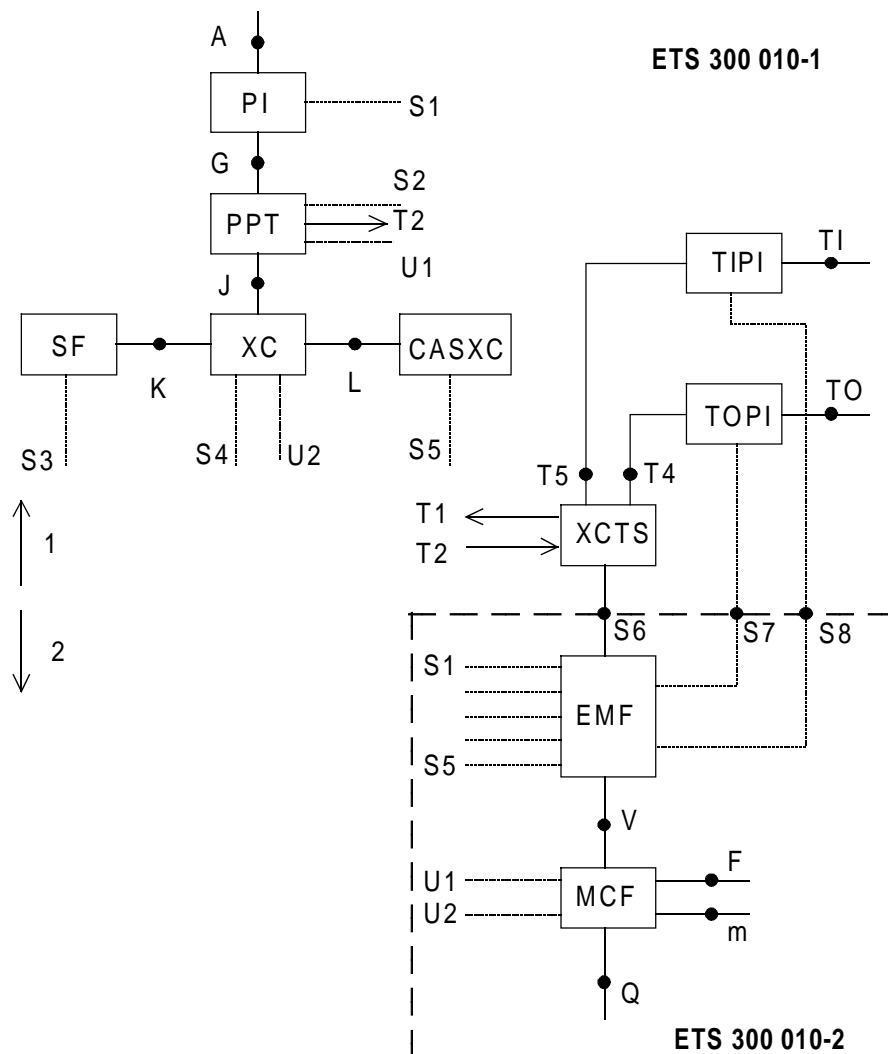 A
ETS 300 010-1
PI
S1
G
S2
PPT
T2
U1
TI
TIPI
J
SF
XC
CASXC
K
L
TO
TOPI
S3
S4
U2
S5
T5
T4
T1
XCTS
T2
1
S6
S7
S8
2
S1
EMF
S5
V
F
U1
MCF
U2
m
Q
ETS 300 010-2